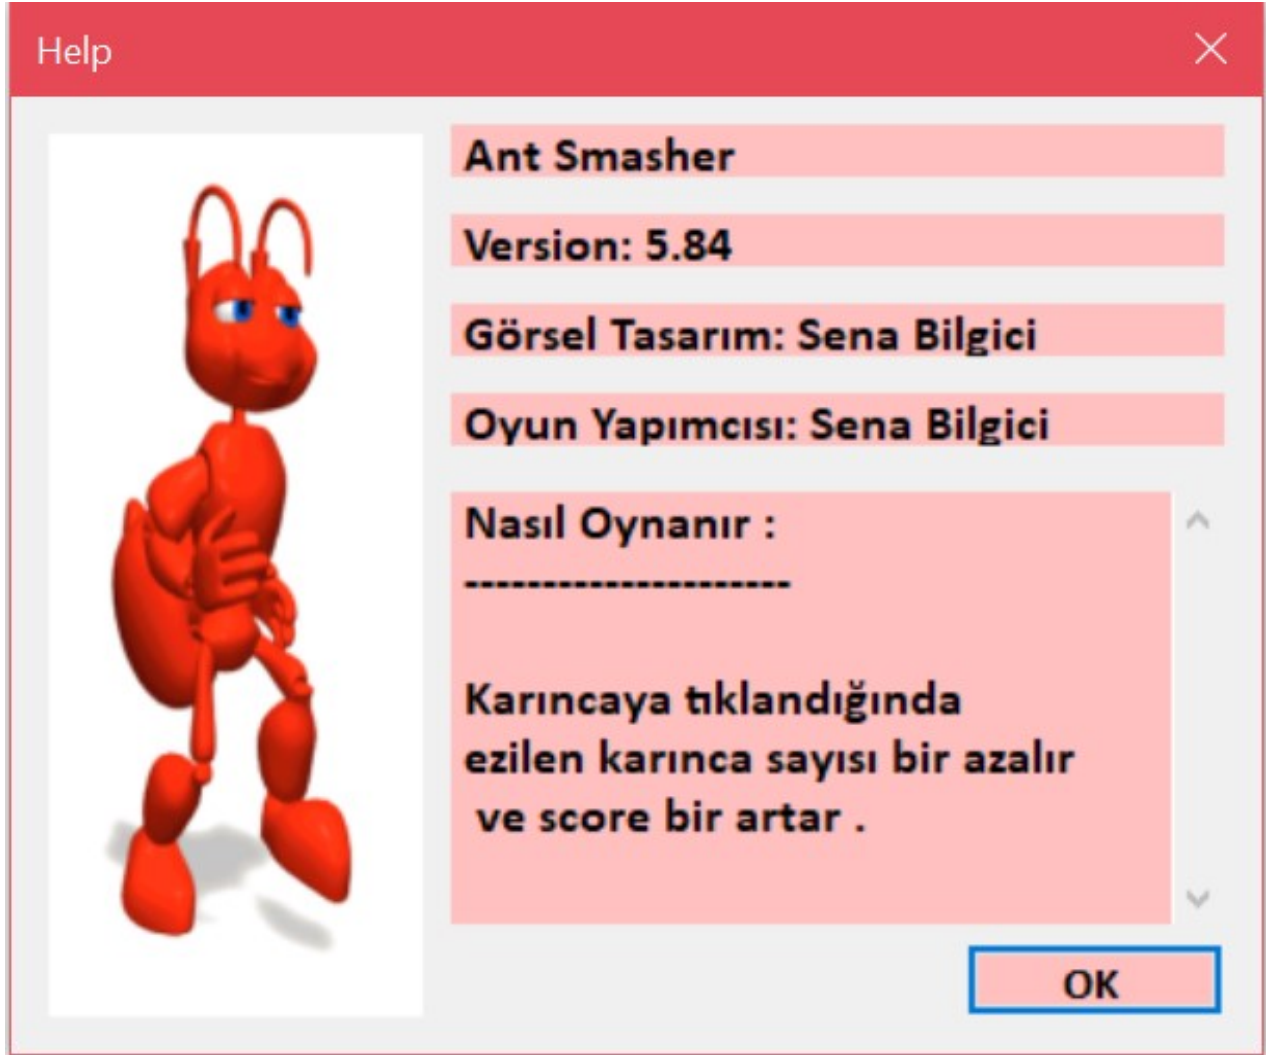 Help
Ant Smasher
Version: 5.84
Görsel Tasarım: Sena Bilgici
Oyun Yapımcısı: Sena Bilgici
Nasıl Oynanır :
---------------------
Karıncaya tıklandığında
ezilen karınca sayısı bir azalır
ve score bir artar .
OK